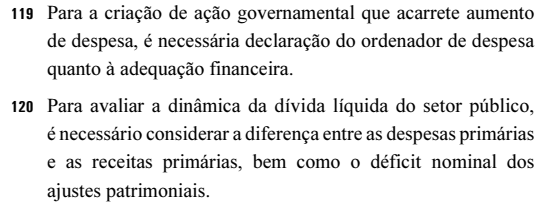 119 Para a criação de ação governamental que acarrete aumento
de despesa, é necessária declaração do ordenador de despesa
quanto à adequação financeira.
120 Para avaliar a dinâmica da dívida líquida do setor público,
é necessário considerar a diferença entre as despesas primárias
e as receitas primárias, bem como o déficit nominal dos
ajustes patrimoniais.